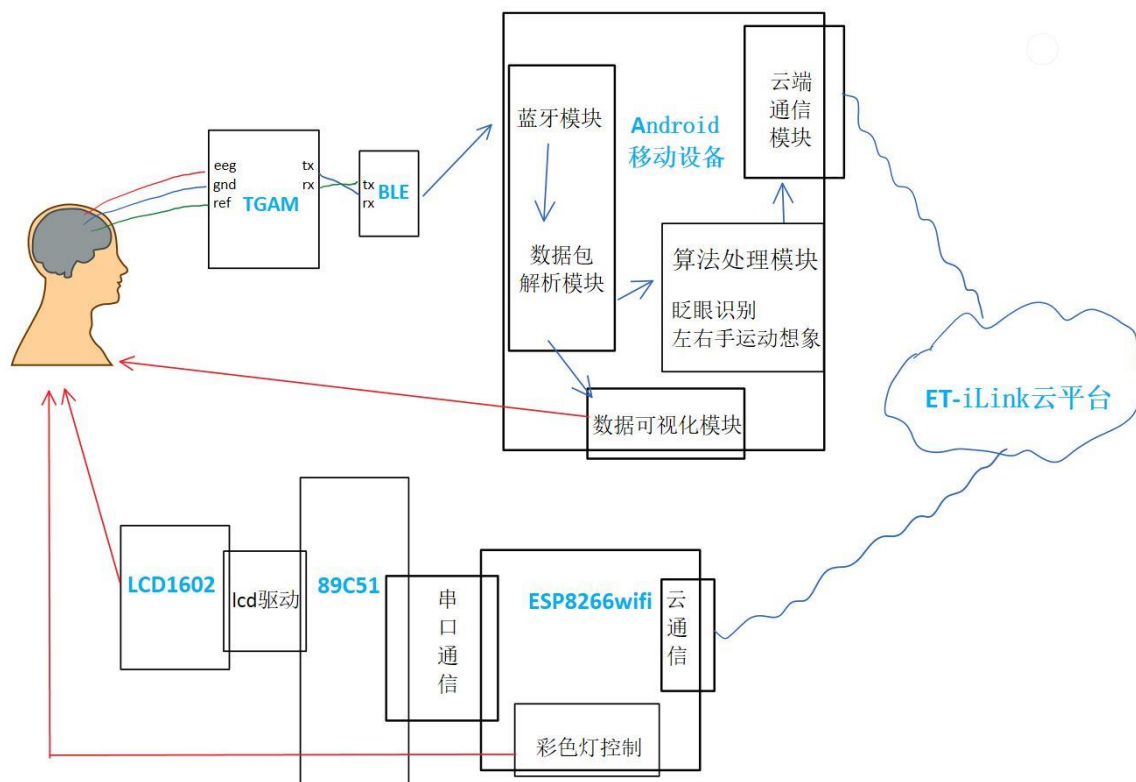 eeg
gnd
ref
tx
rx
TGAM
tx
rx
BLE
蓝牙模块
数据包
解析模块
Android
移动设备
云端
通信
模块
算法处理模块
眨眼识别
左右手运动想象
数据可视化模块
ET-iLink云平台
LCD1602
lcd驱动
89C51
串
口
通
信
ESP8266wifi
云
通
信
彩色灯控制